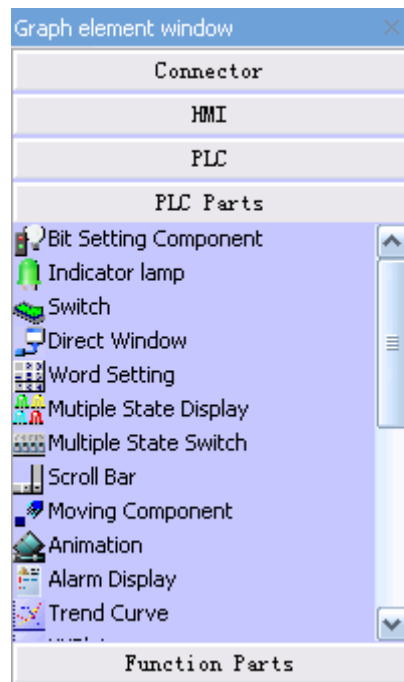 Graph element window
Connector
HMI
PLC
PLC Parts
Bit Setting Component
Indicator lamp
Switch
Direct Window
Word Setting
Mutiple State Display
Multiple State Switch
Scroll Bar
Moving Component
Animation
Alarm Display
Trend Curve
Function Parts